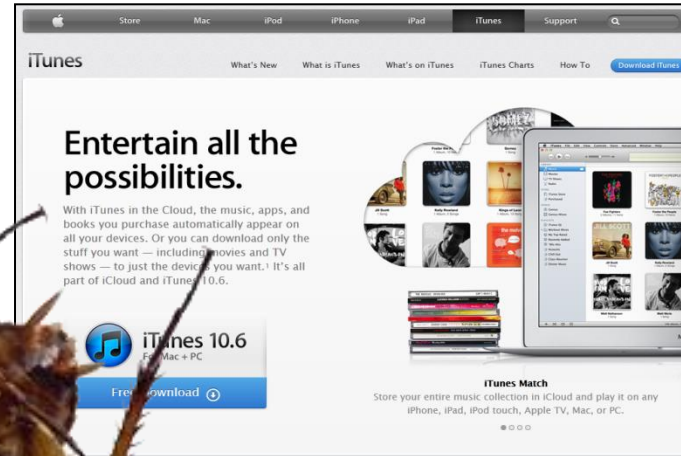 Store Mac iPod iPhone iPad iTunes Support
iTunes What's New What is iTunes What's on iTunes iTunes Charts How To Download iTunes
Entertain all the
possibilities.
With iTunes in the Cloud, the music, apps, and
books you purchase automatically appear on
all your devices. Or you can download only the
stuff you want — including movies and TV
shows — to just the devices you want.¹ It's all
part of iCloud and iTunes 10.6.
iTunes 10.6
For Mac + PC
Free Download
iTunes Match
Store your entire music collection in iCloud and play it on any
iPhone, iPad, iPod touch, Apple TV, Mac, or PC.